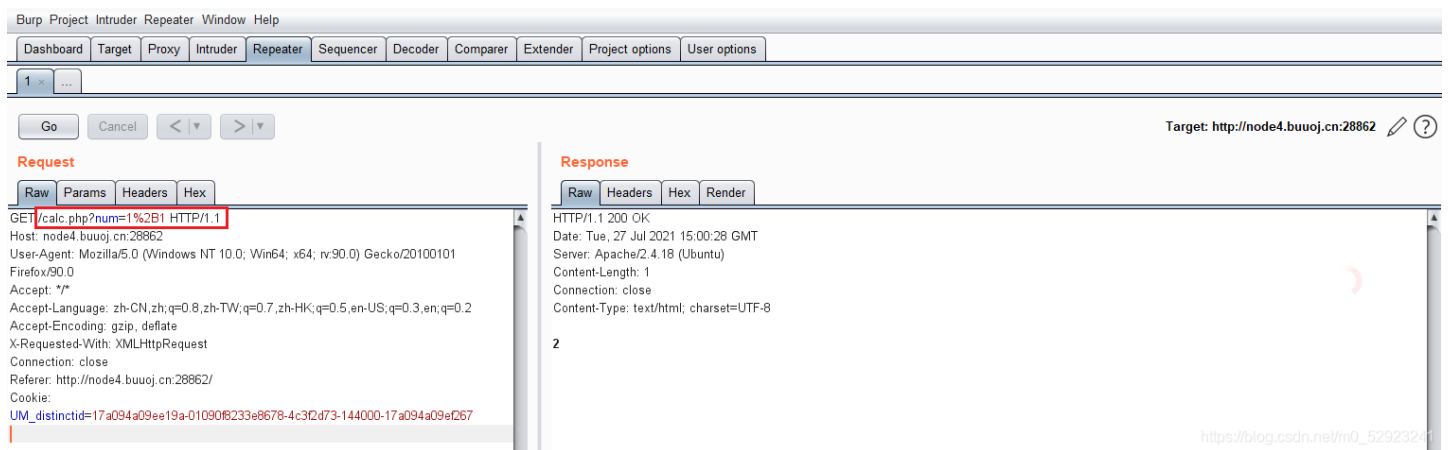 Burp Project Intruder Repeater Window Help
Dashboard Target Proxy Intruder Repeater Sequencer Decoder Comparer Extender Project options User options
1 × ...
Go Cancel < ▼ > ▼ Target: http://node4.buuoj.cn:28862 ?
Request
Raw Params Headers Hex
GET /calc.php?num=1%2B1 HTTP/1.1
Host: node4.buuoj.cn:28862
User-Agent: Mozilla/5.0 (Windows NT 10.0; Win64; x64; rv:90.0) Gecko/20100101
Firefox/90.0
Accept: */*
Accept-Language: zh-CN,zh;q=0.8,zh-TW;q=0.7,zh-HK;q=0.5,en-US;q=0.3,en;q=0.2
Accept-Encoding: gzip, deflate
X-Requested-With: XMLHttpRequest
Connection: close
Referer: http://node4.buuoj.cn:28862/
Cookie:
UM_distinctid=17a094a09ee19a-01090f8233e8678-4c3f2d73-144000-17a094a09ef267
Response
Raw Headers Hex Render
HTTP/1.1 200 OK
Date: Tue, 27 Jul 2021 15:00:28 GMT
Server: Apache/2.4.18 (Ubuntu)
Content-Length: 1
Connection: close
Content-Type: text/html; charset=UTF-8
2
https://blog.csdn.net/m0_52923241